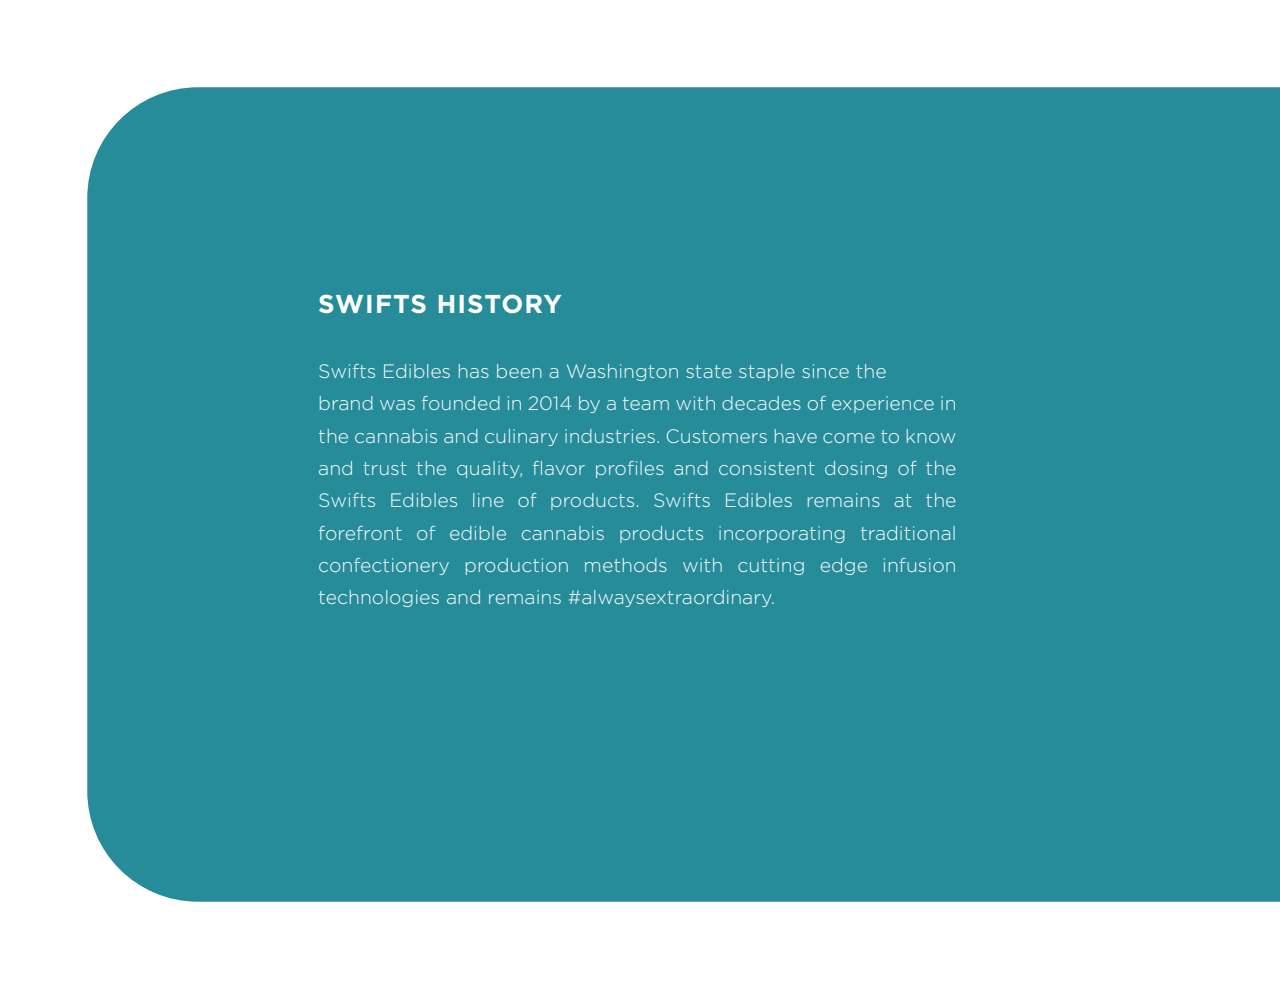 SWIFTS HISTORY
Swifts Edibles has been a Washington state staple since the
brand was founded in 2014 by a team with decades of experience in
the cannabis and culinary industries. Customers have come to know
and trust the quality, flavor profiles and consistent dosing of the
Swifts Edibles line of products. Swifts Edibles remains at the
forefront of edible cannabis products incorporating traditional
confectionery production methods with cutting edge infusion
technologies and remains #alwaysextraordinary.